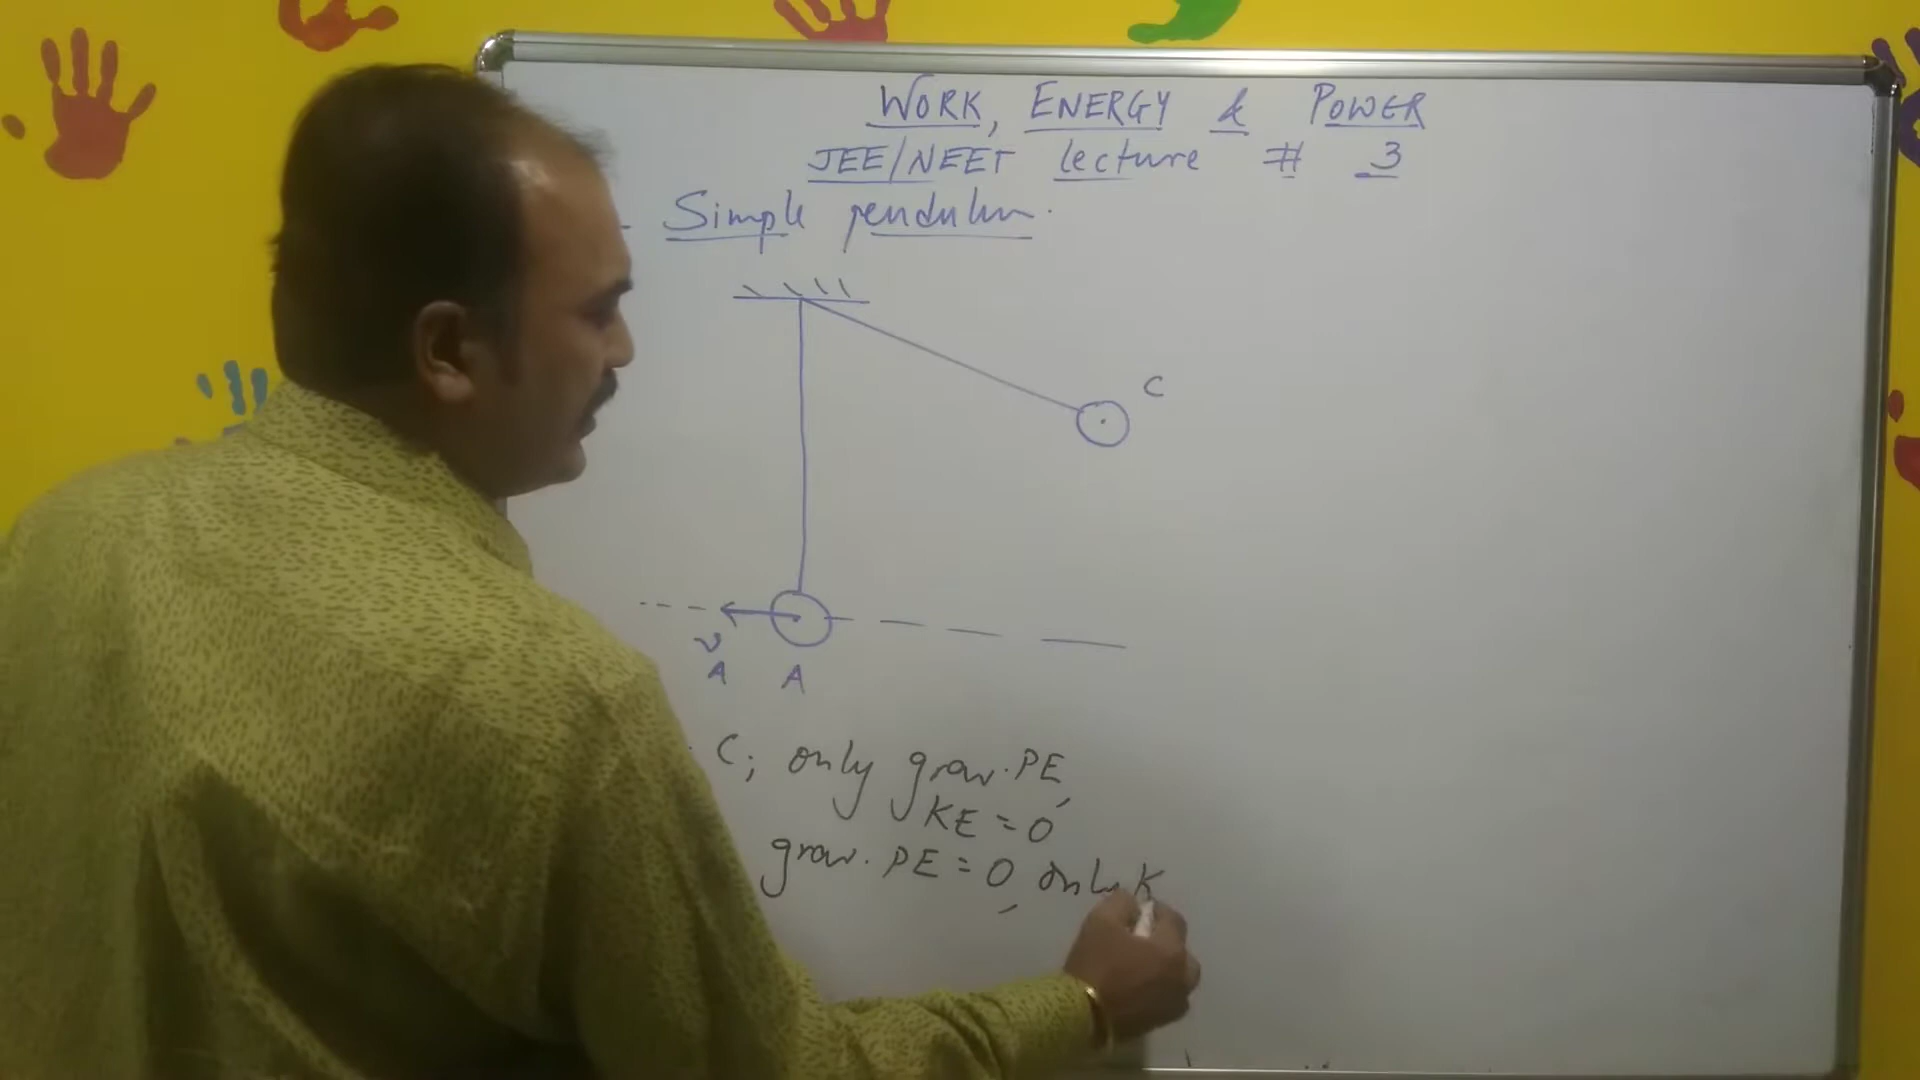 WORK, ENERGY & POWER
JEE/NEET lecture # 3
Simple pendulum.
C
v
A A
C; only grav. PE,
KE = 0
grav. PE = 0, only K